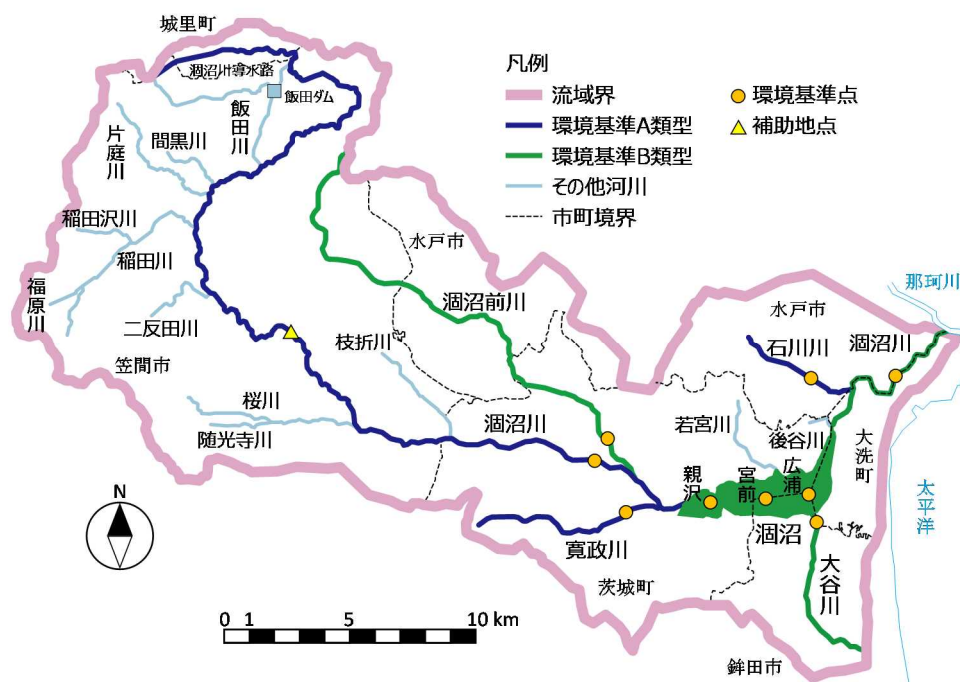 城里町
涸沼川導水路
飯田ダム
飯田川
間黒川
片庭川
稲田沢川
稲田川
福原川
二反田川
笠間市
桜川
随光寺川
枝折川
水戸市
涸沼前川
涸沼川
寛政川
茨城町
親沢
宮前
広浦
涸沼
若宮川
後谷川
石川川
水戸市
涸沼川
那珂川
大洗町
太平洋
大谷川
鉾田市
凡例
流域界
環境基準A類型
環境基準B類型
その他河川
市町境界
環境基準点
補助地点
N
0 1 5 10 km